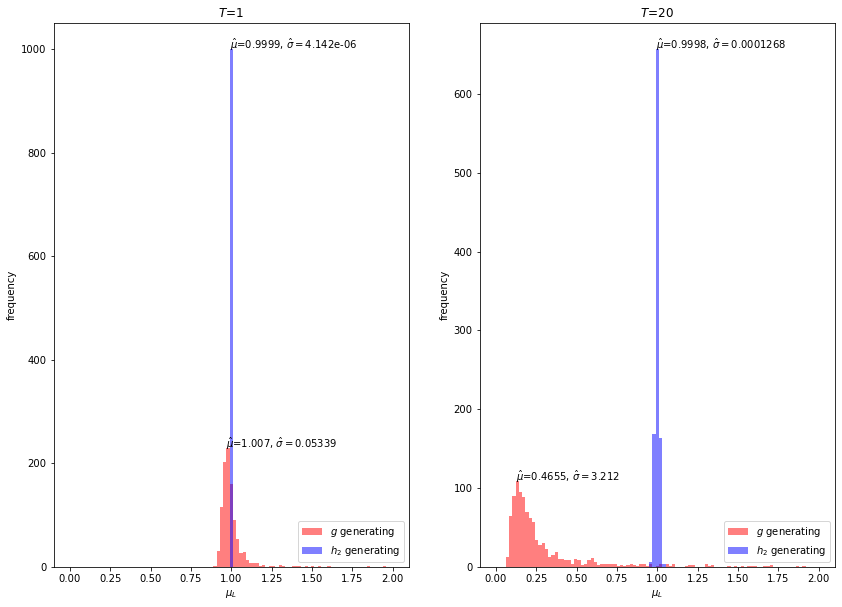 T=1
1000
800
600
400
200
0
frequency
μ̂=0.9999, σ̂ = 4.142e-06
μ̂=1.007, σ̂ = 0.05339
g generating
h₂ generating
0.00 0.25 0.50 0.75 1.00 1.25 1.50 1.75 2.00
μ_L
T=20
600
500
400
300
200
100
0
frequency
μ̂=0.9998, σ̂ = 0.0001268
μ̂=0.4655, σ̂ = 3.212
g generating
h₂ generating
0.00 0.25 0.50 0.75 1.00 1.25 1.50 1.75 2.00
μ_L